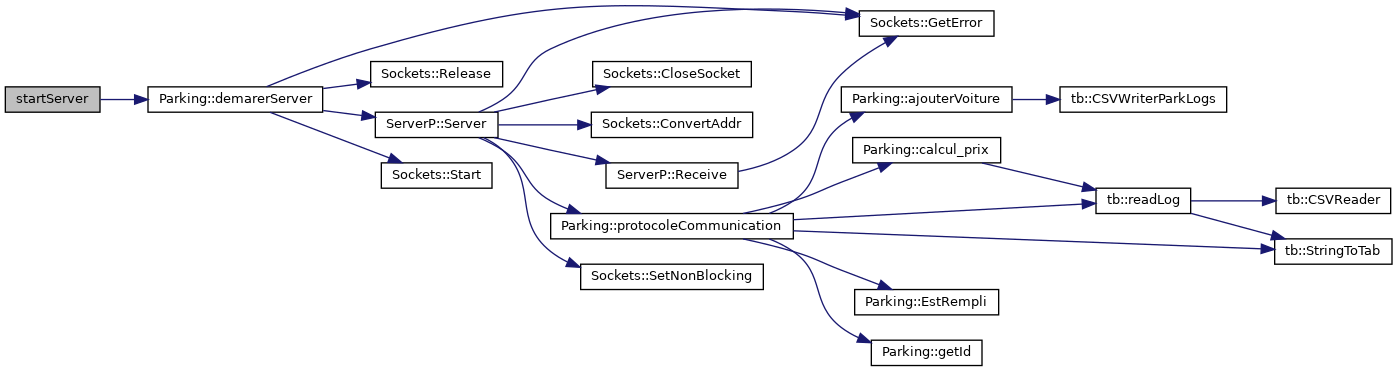 startServer
Parking::demarerServer
Sockets::Release
ServerP::Server
Sockets::Start
Sockets::GetError
Sockets::CloseSocket
Sockets::ConvertAddr
ServerP::Receive
Parking::protocoleCommunication
Sockets::SetNonBlocking
Parking::ajouterVoiture
Parking::calcul_prix
Parking::EstRempli
Parking::getId
tb::CSVWriterParkLogs
tb::readLog
tb::CSVReader
tb::StringToTab